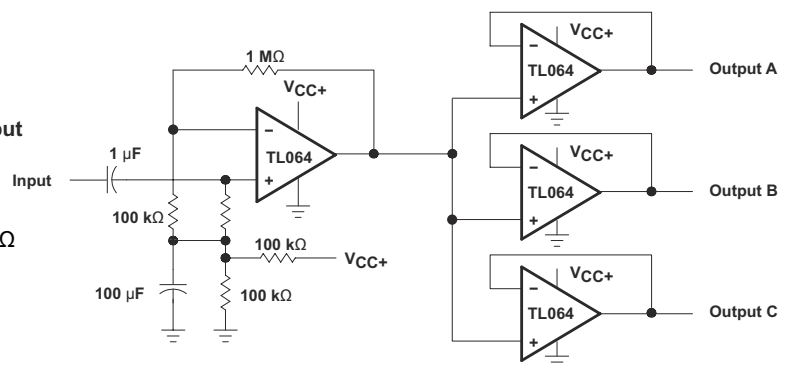 1 MΩ
VCC+
−
TL064
+
1 µF
Input
100 kΩ
100 kΩ
VCC+
100 µF
100 kΩ
VCC+
−
TL064
+
Output A
VCC+
−
TL064
+
Output B
VCC+
−
TL064
+
Output C
Ω